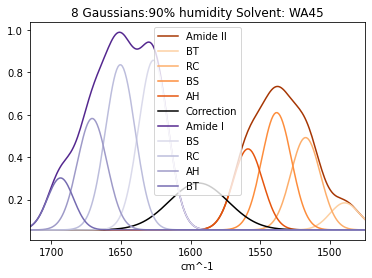 8 Gaussians:90% humidity Solvent: WA45
1.0
0.8
0.6
0.4
0.2
Amide II
BT
RC
BS
AH
Correction
Amide I
BS
RC
AH
BT
1700 1650 1600 1550 1500
cm^-1